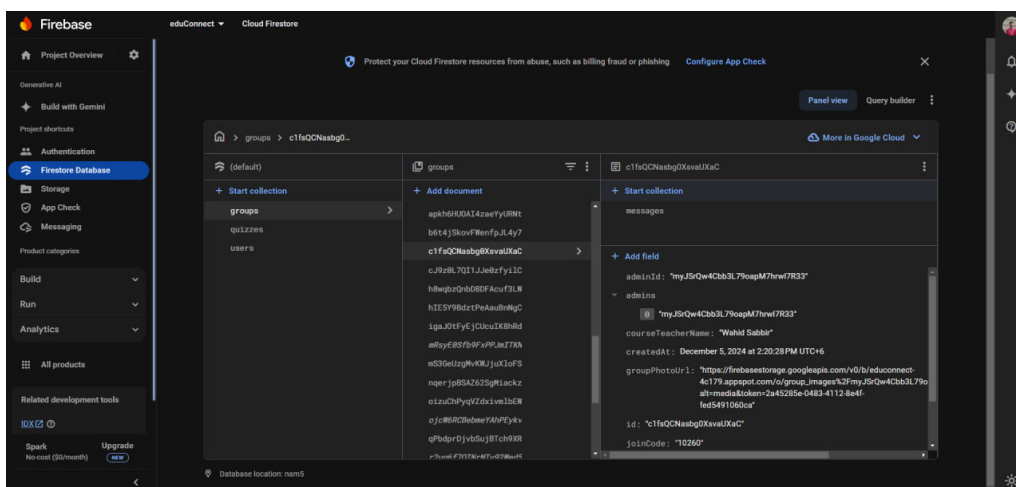 Firebase
eduConnect
Cloud Firestore
Project Overview
Generative AI
Build with Gemini
Project shortcuts
Authentication
Firestore Database
Storage
App Check
Messaging
Product categories
Build
Run
Analytics
All products
Related development tools
IDX
Spark
No-cost ($0/month)
Upgrade
NEW
Protect your Cloud Firestore resources from abuse, such as billing fraud or phishing
Configure App Check
Panel view
Query builder
groups
c1fsQCNasbg0...
More in Google Cloud
(default)
+ Start collection
groups
quizzes
users
groups
+ Add document
apkh6HUOAI4zaeYyURNt
b6t4jSkovFWenfpJL4y7
c1fsQCNasbg0XsvaUXaC
cJ9z0L7QI1JJe0zfyilC
hBwqbzQnbD8DFAcuf3LW
hIE5Y9BdztPeAau8nNgC
igaJOtFyEjCUcuIK8hRd
mRsyE8Sfb9FxPPJmITKN
mS3GeUzgMvKWJjuXloFS
nqerjpBSAZ62SgMiackz
oizuChPyqVZdxivmlbEW
ojcW6RCBebmeYAhPEykv
qPbdprDjvbSujBTch9XR
c1fsQCNasbg0XsvaUXaC
+ Start collection
messages
+ Add field
adminId: "myJSrQw4Cbb3L79oapM7hrwI7R33"
admins
0 "myJSrQw4Cbb3L79oapM7hrwI7R33"
courseTeacherName: "Wahid Sabbir"
createdAt: December 5, 2024 at 2:20:28 PM UTC+6
groupPhotoUrl: "https://firebasestorage.googleapis.com/v0/b/educonnect-
4c179.appspot.com/o/group_images%2FmyJSrQw4Cbb3L79o
alt=media&token=2a45285e-0483-4112-8e4f-
fed5491060ca"
id: "c1fsQCNasbg0XsvaUXaC"
joinCode: "10260"
Database location: nam5